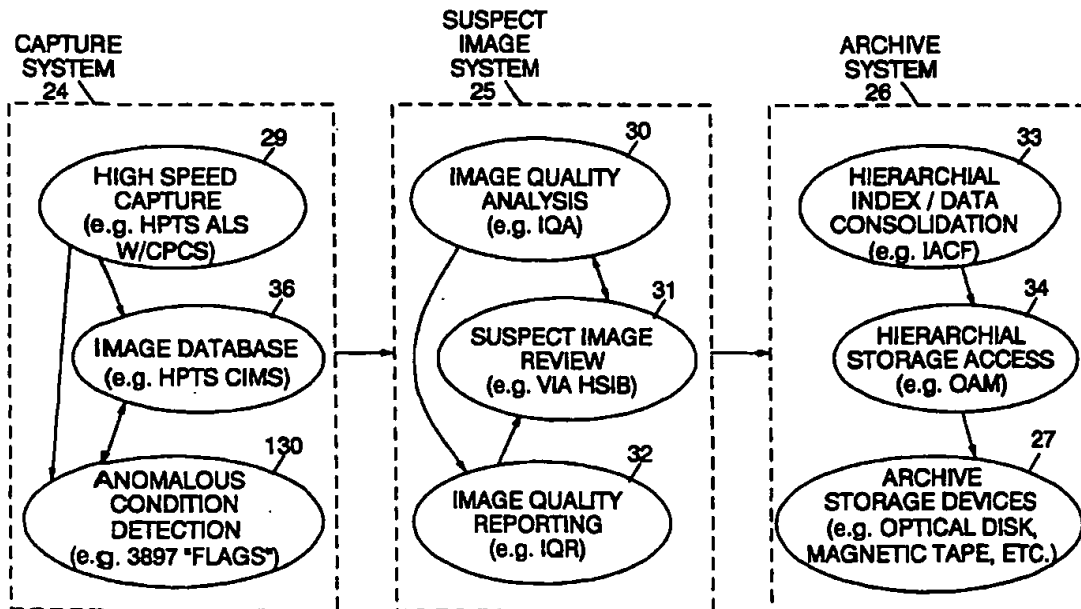 CAPTURE
SYSTEM
24
29
HIGH SPEED
CAPTURE
(e.g. HPTS ALS
W/CPCS)
36
IMAGE DATABASE
(e.g. HPTS CIMS)
130
ANOMALOUS
CONDITION
DETECTION
(e.g. 3897 "FLAGS")
SUSPECT
IMAGE
SYSTEM
25
30
IMAGE QUALITY
ANALYSIS
(e.g. IQA)
31
SUSPECT IMAGE
REVIEW
(e.g. VIA HSIB)
32
IMAGE QUALITY
REPORTING
(e.g. IQR)
ARCHIVE
SYSTEM
26
33
HIERARCHIAL
INDEX / DATA
CONSOLIDATION
(e.g. IACF)
34
HIERARCHIAL
STORAGE ACCESS
(e.g. OAM)
27
ARCHIVE
STORAGE DEVICES
(e.g. OPTICAL DISK,
MAGNETIC TAPE, ETC.)